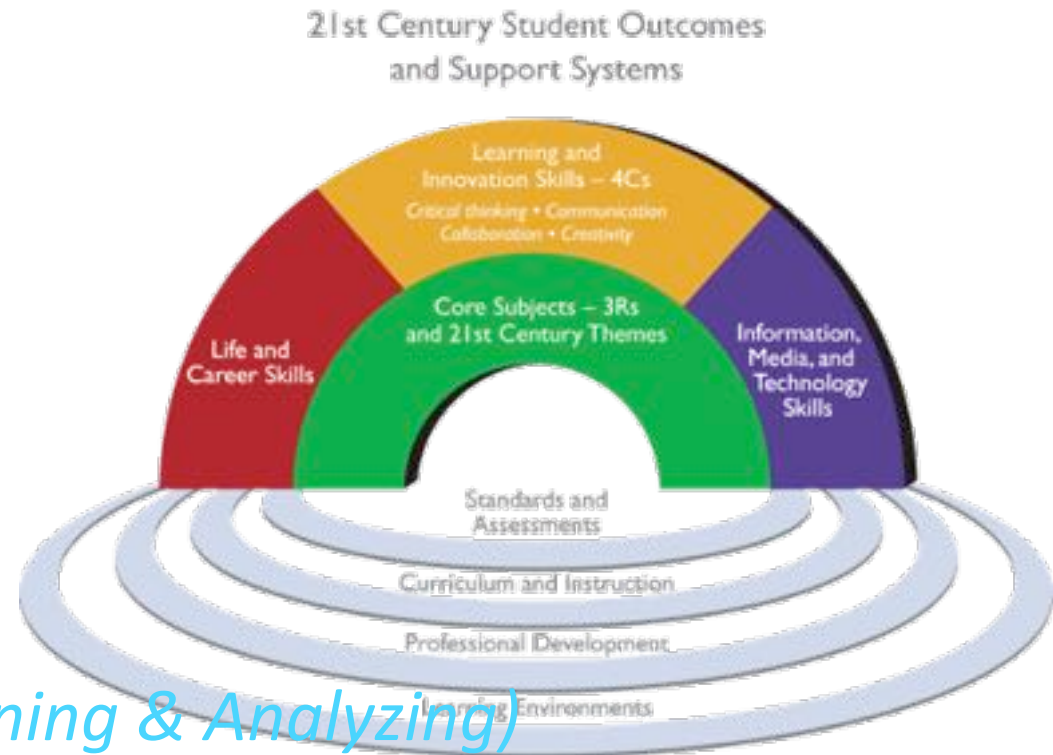 21st Century Student Outcomes
and Support Systems
Learning and
Innovation Skills – 4Cs
Critical thinking • Communication
Collaboration • Creativity
Core Subjects – 3Rs
and 21st Century Themes
Life and
Career Skills
Information,
Media, and
Technology
Skills
Standards and
Assessments
Curriculum and Instruction
Professional Development
Learning Environments
ning & Analyzing)